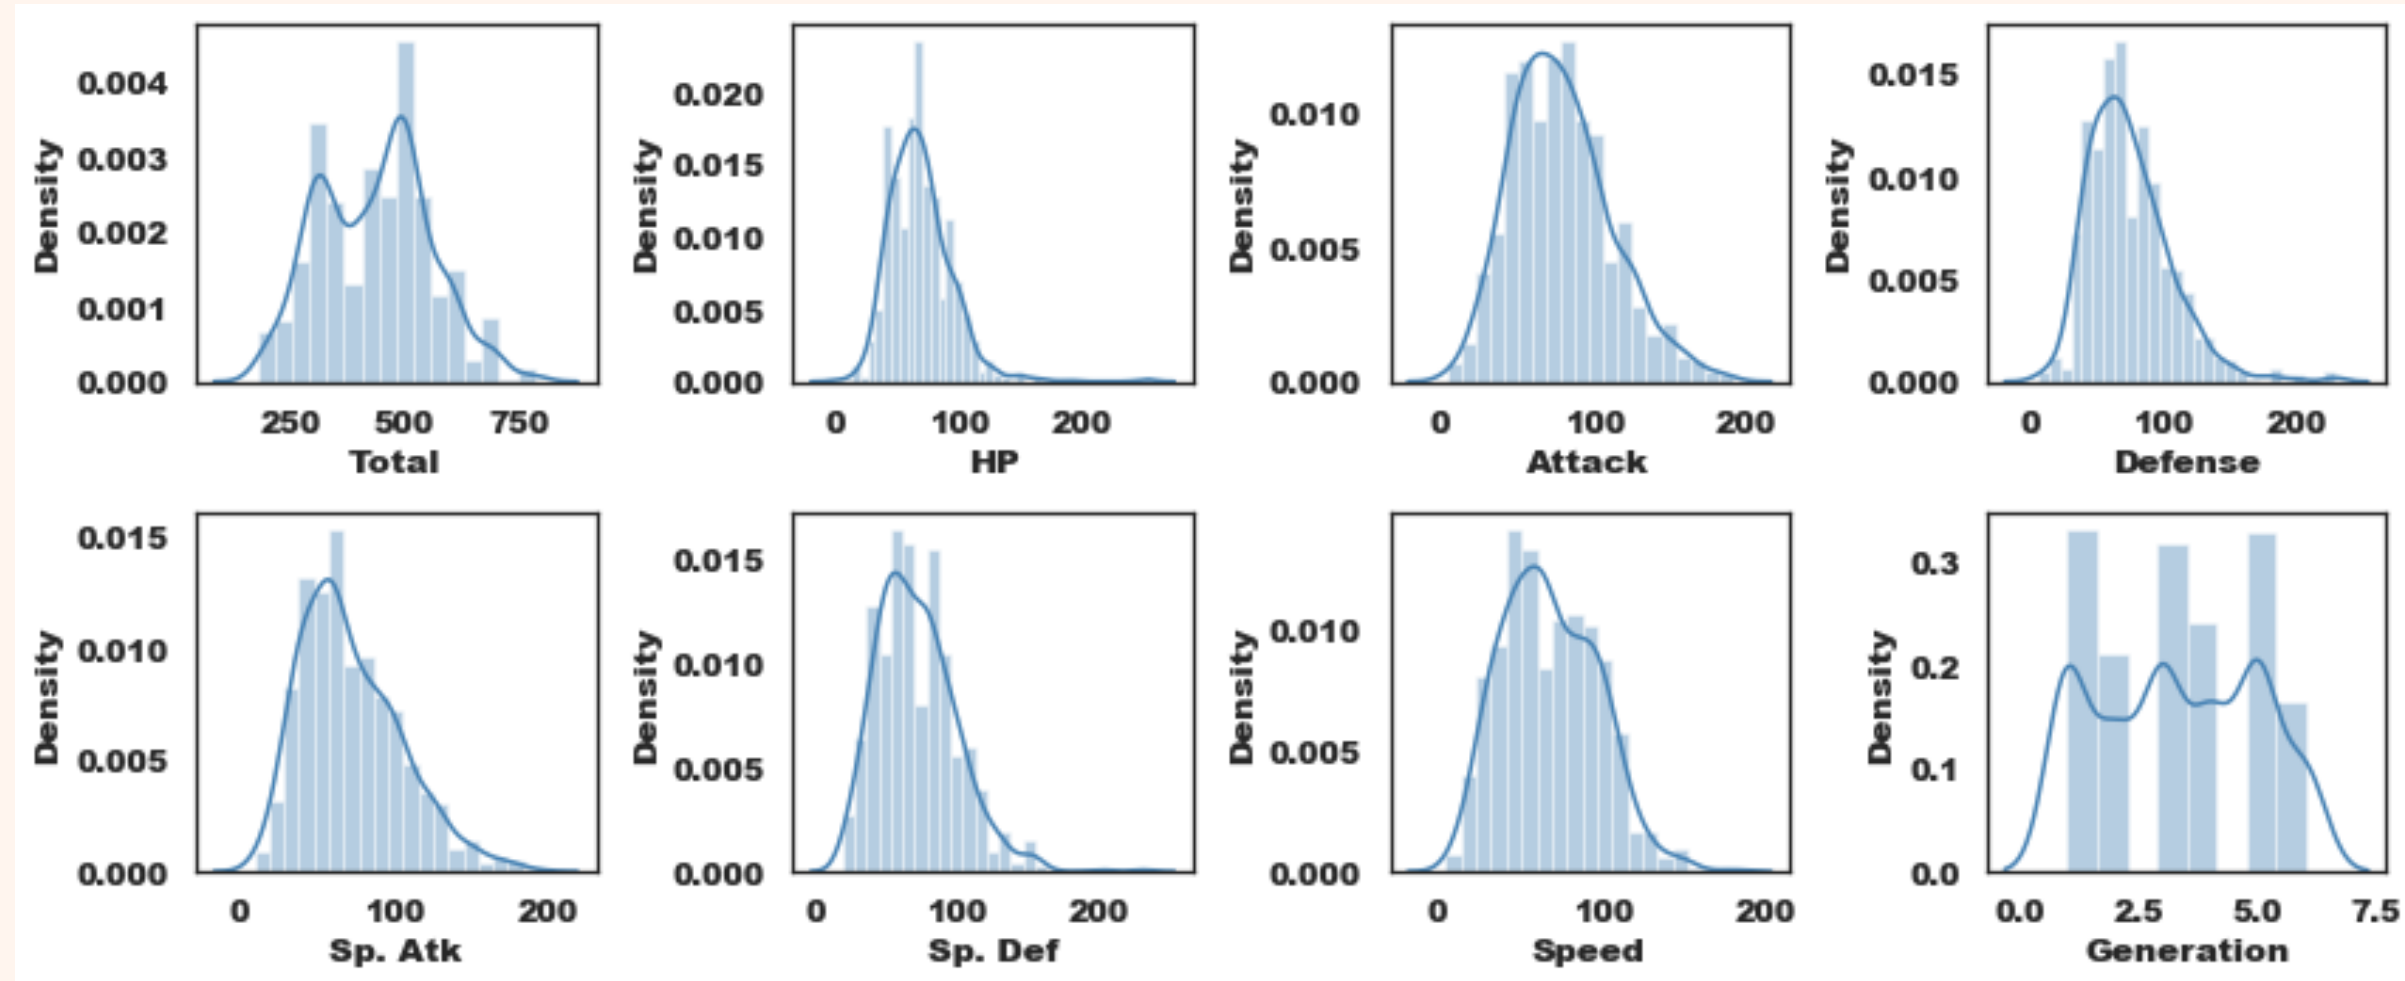 Density
0.004
0.003
0.002
0.001
0.000
250 500 750
Total
Density
0.020
0.015
0.010
0.005
0.000
0 100 200
HP
Density
0.010
0.005
0.000
0 100 200
Attack
Density
0.015
0.010
0.005
0.000
0 100 200
Defense
Density
0.015
0.010
0.005
0.000
0 100 200
Sp. Atk
Density
0.015
0.010
0.005
0.000
0 100 200
Sp. Def
Density
0.010
0.005
0.000
0 100 200
Speed
Density
0.3
0.2
0.1
0.0
0.0 2.5 5.0 7.5
Generation